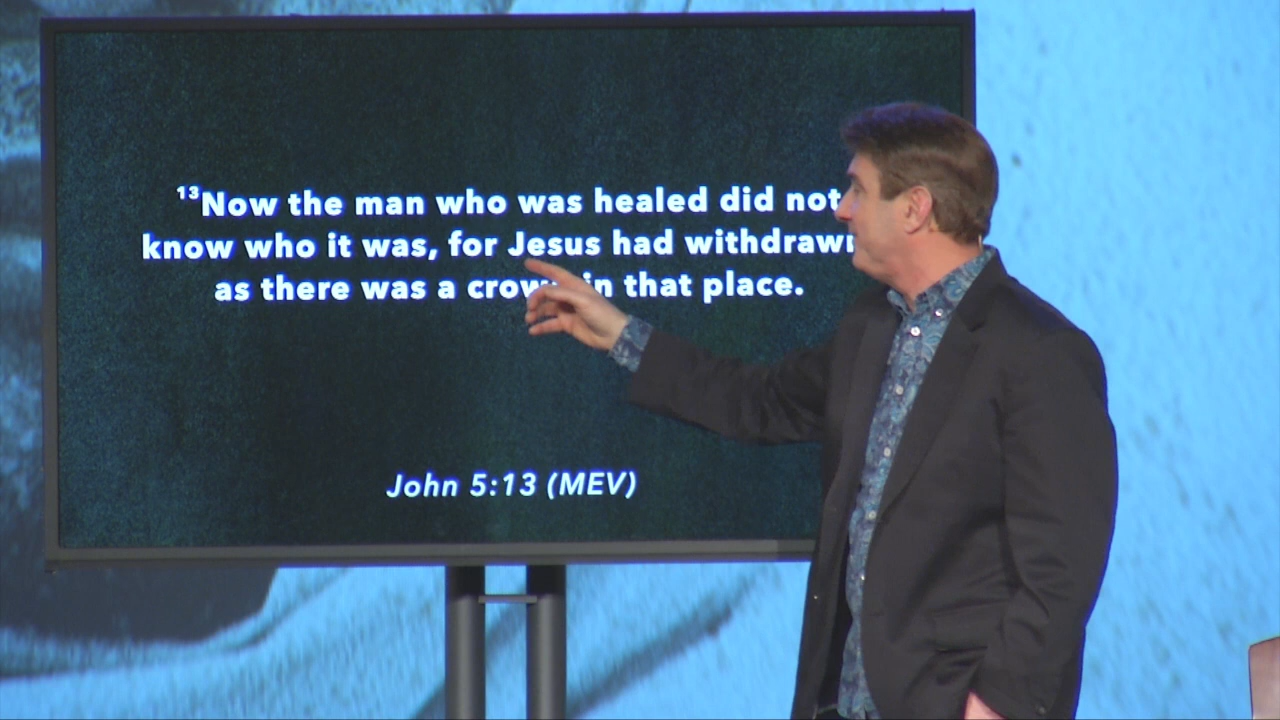 ¹³Now the man who was healed did not
know who it was, for Jesus had withdrawn
as there was a in that place.
John 5:13 (MEV)